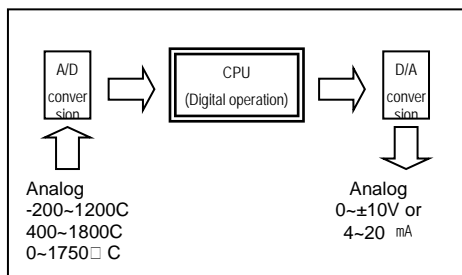 A/D
conver
sion
CPU
(Digital operation)
D/A
conver
sion
Analog
-200~1200C
400~1800C
0~1750□ C
Analog
0~±10V or
4~20 mA